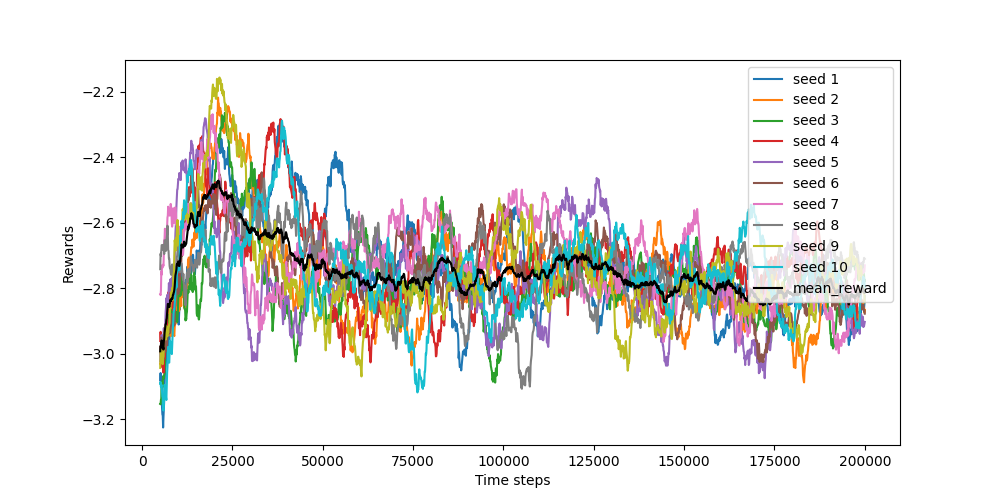 −2.2
−2.4
−2.6
−2.8
−3.0
−3.2
Rewards
0
25000
50000
75000
100000
125000
150000
175000
200000
Time steps
seed 1
seed 2
seed 3
seed 4
seed 5
seed 6
seed 7
seed 8
seed 9
seed 10
mean_reward